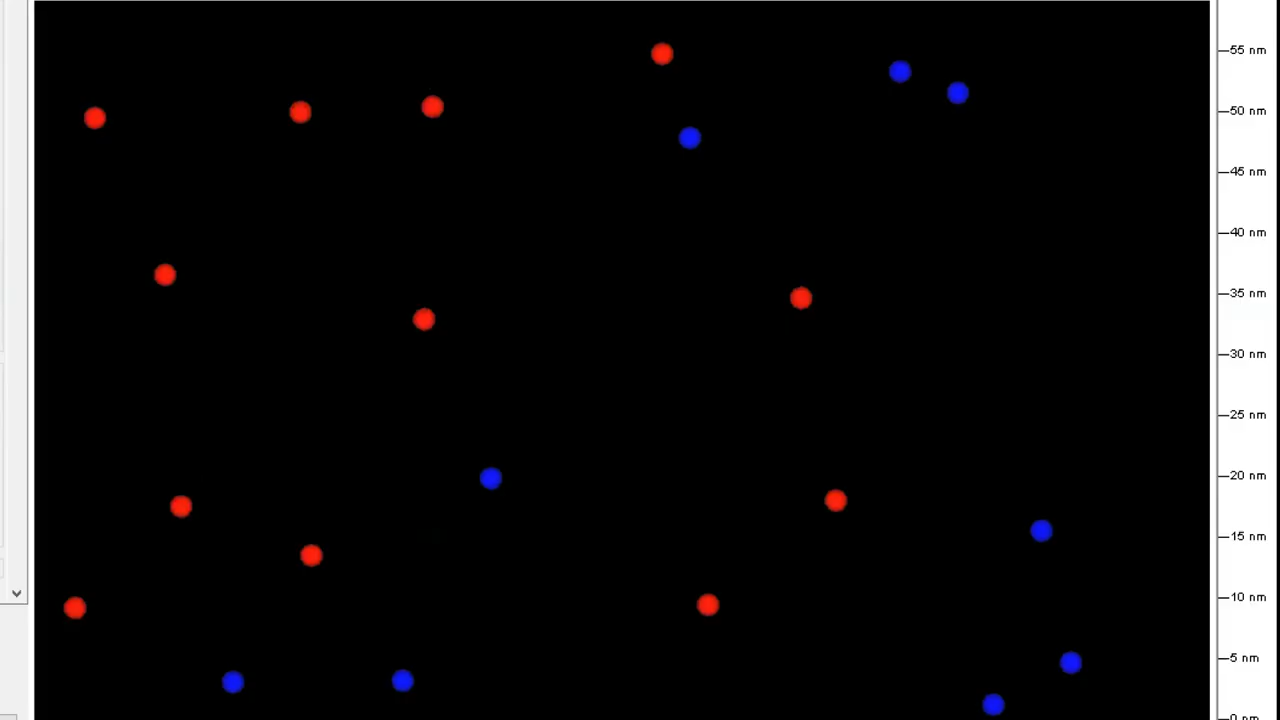 55 nm
50 nm
45 nm
40 nm
35 nm
30 nm
25 nm
20 nm
15 nm
10 nm
5 nm
0 nm